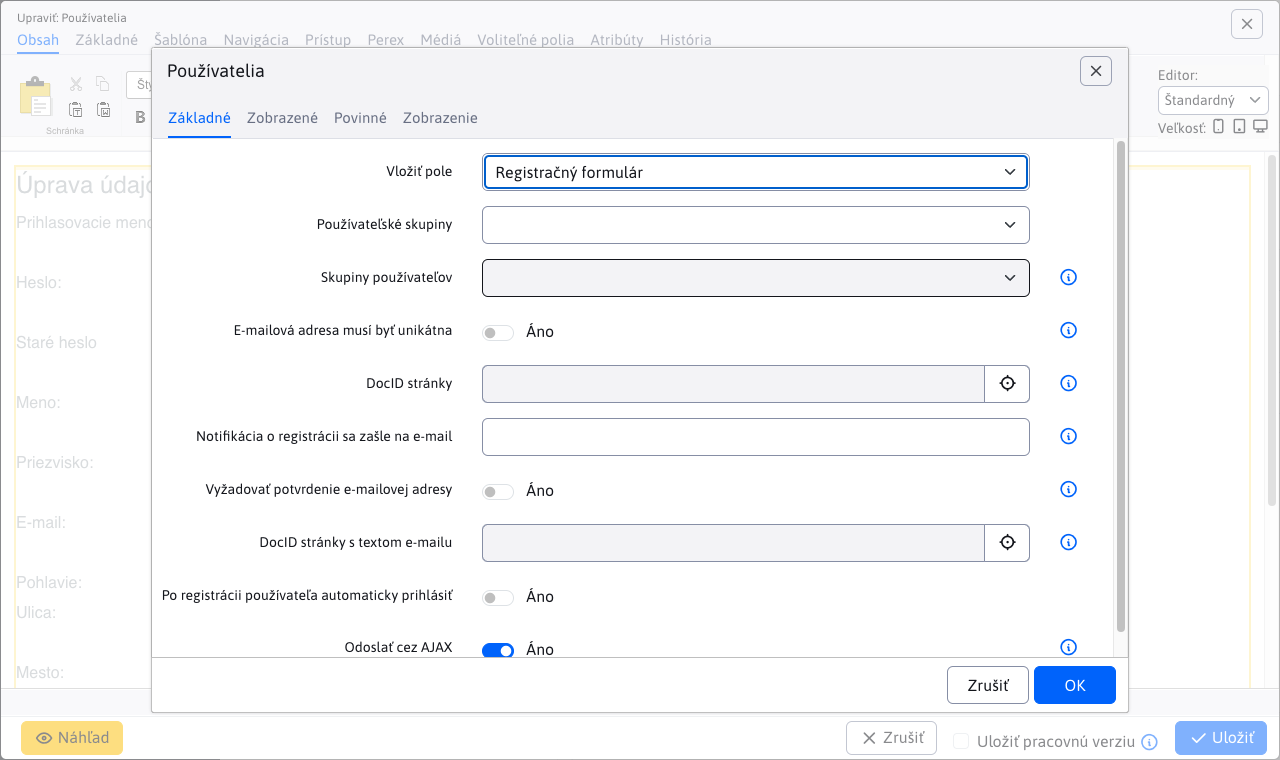 Upraviť: Používatelia
Obsah Základné Šablóna Navigácia Prístup Perex Médiá Voliteľné polia Atribúty História
Schránka
Šty
B
Editor:
Štandardný
Veľkosť:
Úprava údajo
Prihlasovacie meno
Heslo:
Staré heslo
Meno:
Priezvisko:
E-mail:
Pohlavie:
Ulica:
Mesto:
Používatelia
Základné Zobrazené Povinné Zobrazenie
Vložiť pole Registračný formulár
Používateľské skupiny
Skupiny používateľov
E-mailová adresa musí byť unikátna Áno
DocID stránky
Notifikácia o registrácii sa zašle na e-mail
Vyžadovať potvrdenie e-mailovej adresy Áno
DocID stránky s textom e-mailu
Po registrácii používateľa automaticky prihlásiť Áno
Odoslať cez AJAX Áno
Zrušiť OK
Náhľad Zrušiť Uložiť pracovnú verziu Uložiť